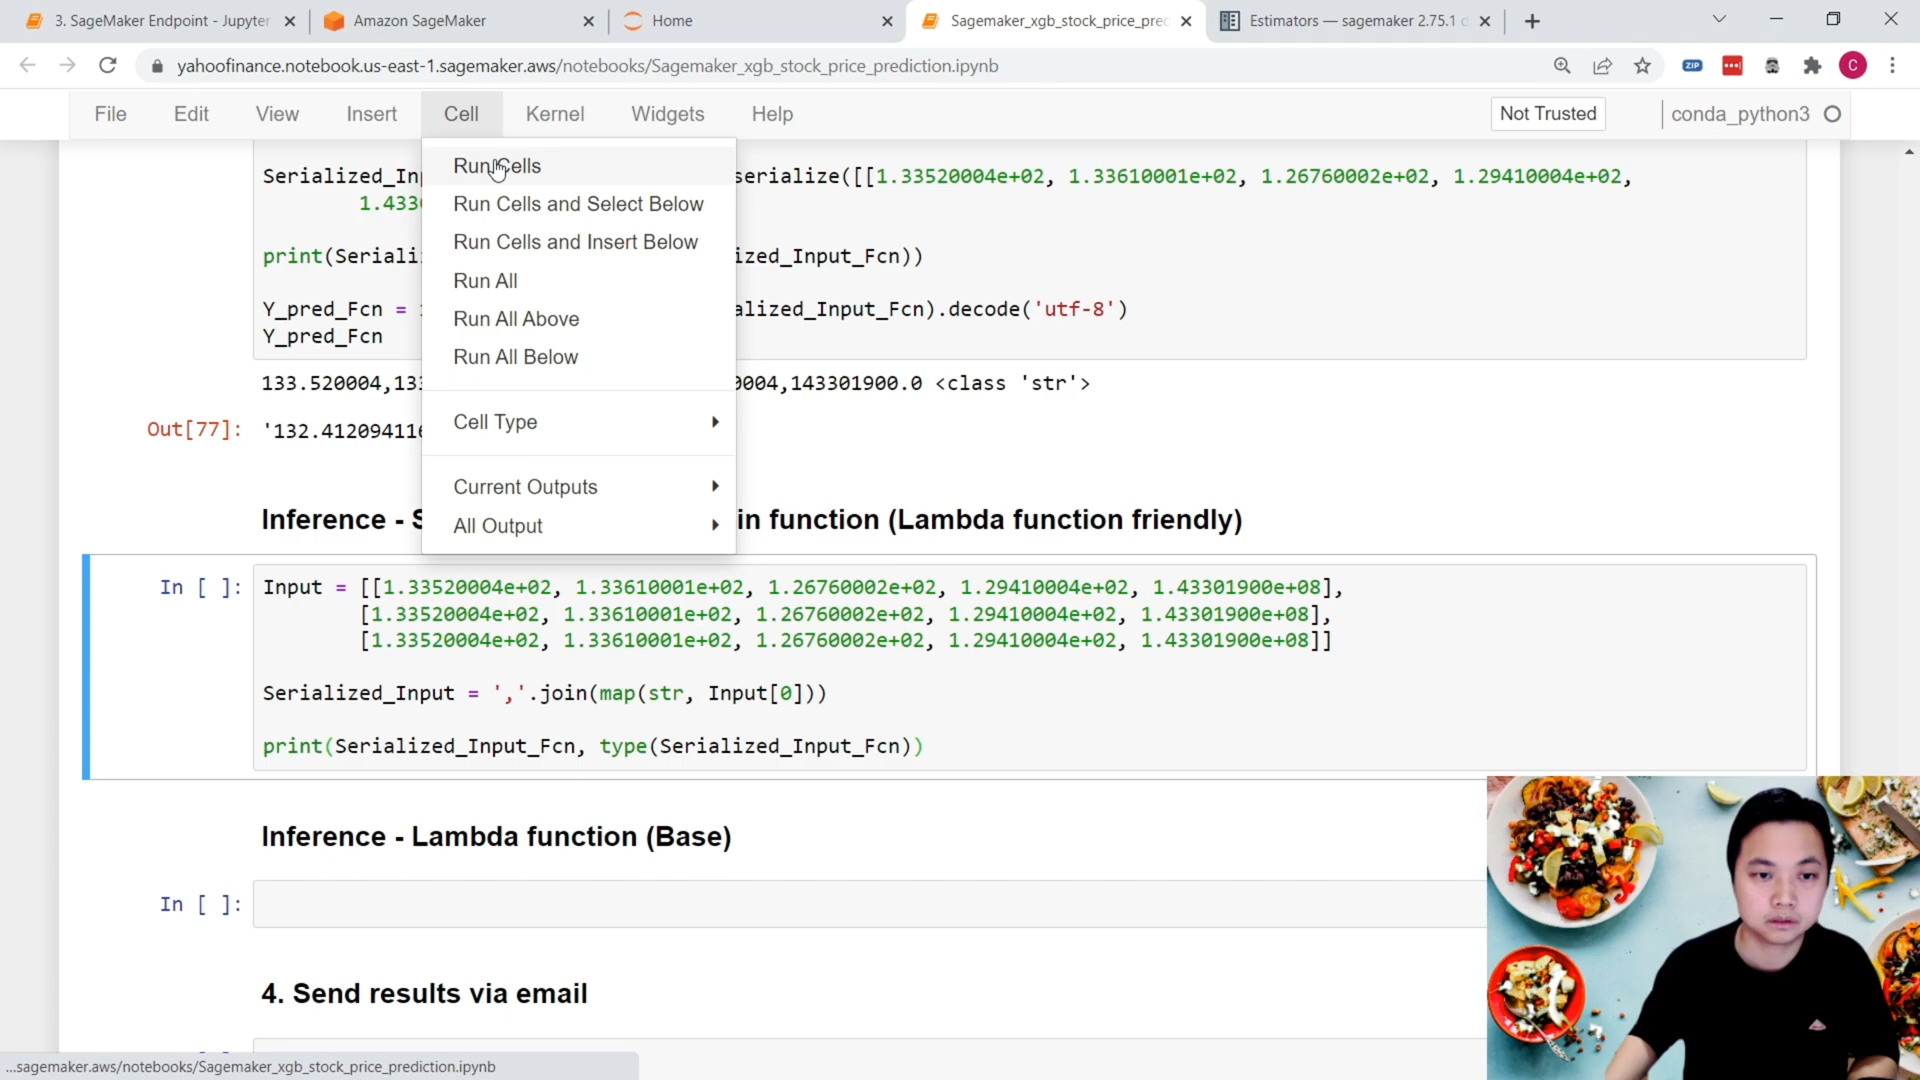 3. SageMaker Endpoint - Jupyter
Amazon SageMaker
Home
Sagemaker_xgb_stock_price_pred
Estimators — sagemaker 2.75.1 d
yahoofinance.notebook.us-east-1.sagemaker.aws/notebooks/Sagemaker_xgb_stock_price_prediction.ipynb
ZIP
C
File Edit View Insert Cell Kernel Widgets Help
Not Trusted
conda_python3
Run Cells
Run Cells and Select Below
Run Cells and Insert Below
Run All
Run All Above
Run All Below
Cell Type
Current Outputs
All Output
Serialized_In serialize([[1.33520004e+02, 1.33610001e+02, 1.26760002e+02, 1.29410004e+02,
1.433
print(Seriali ized_Input_Fcn))
Y_pred_Fcn = alized_Input_Fcn).decode('utf-8')
Y_pred_Fcn
133.520004,13 0004,143301900.0 <class 'str'>
Out[77]: '132.412094116
Inference - in function (Lambda function friendly)
In [ ]: Input = [[1.33520004e+02, 1.33610001e+02, 1.26760002e+02, 1.29410004e+02, 1.43301900e+08],
[1.33520004e+02, 1.33610001e+02, 1.26760002e+02, 1.29410004e+02, 1.43301900e+08],
[1.33520004e+02, 1.33610001e+02, 1.26760002e+02, 1.29410004e+02, 1.43301900e+08]]
Serialized_Input = ','.join(map(str, Input[0]))
print(Serialized_Input_Fcn, type(Serialized_Input_Fcn))
Inference - Lambda function (Base)
In [ ]:
4. Send results via email
...sagemaker.aws/notebooks/Sagemaker_xgb_stock_price_prediction.ipynb